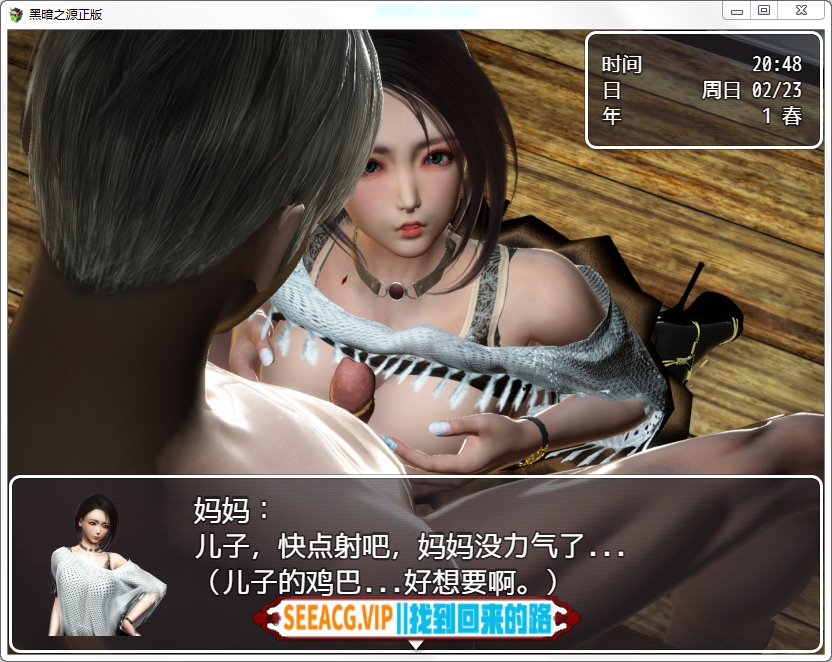 黑暗之源正版
时间 20:48
日 周日 02/23
年 1 春
妈妈：
儿子，快点射吧，妈妈没力气了...
（儿子的鸡巴...好想要啊。）
SEEACG.VIP||找到回来的路